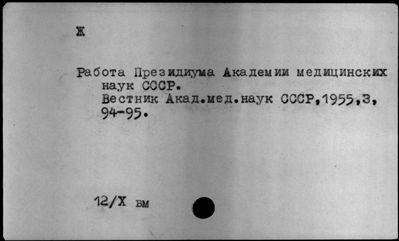 Ж
Работа Президиума Академии медицинских
наук СССР.
Вестник Акад.мед.наук СССР,1955,3,
94-95.
12/X вм